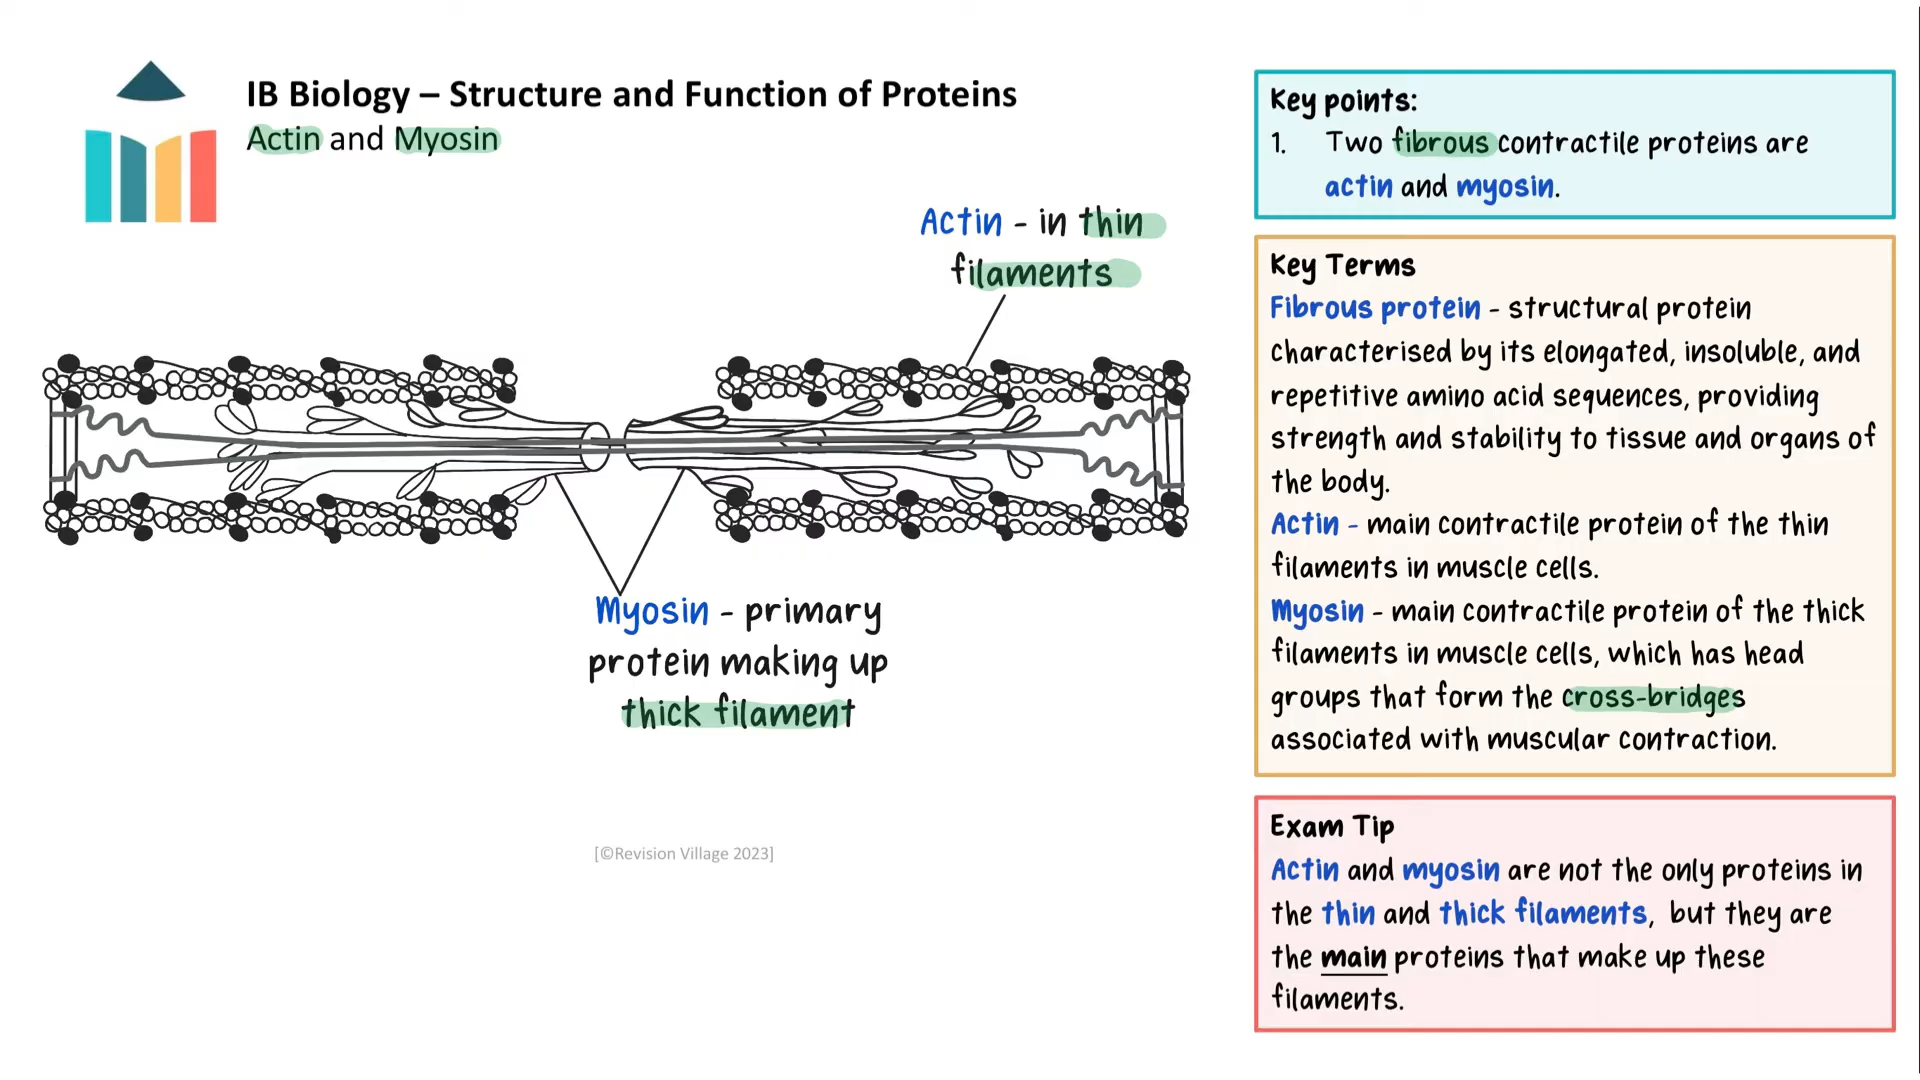 IB Biology – Structure and Function of Proteins
Actin and Myosin
Actin - in thin
filaments
Myosin - primary
protein making up
thick filament
[©Revision Village 2023]
Key points:
1. Two fibrous contractile proteins are
actin and myosin.
Key Terms
Fibrous protein - structural protein
characterised by its elongated, insoluble, and
repetitive amino acid sequences, providing
strength and stability to tissue and organs of
the body.
Actin - main contractile protein of the thin
filaments in muscle cells.
Myosin - main contractile protein of the thick
filaments in muscle cells, which has head
groups that form the cross-bridges
associated with muscular contraction.
Exam Tip
Actin and myosin are not the only proteins in
the thin and thick filaments, but they are
the main proteins that make up these
filaments.